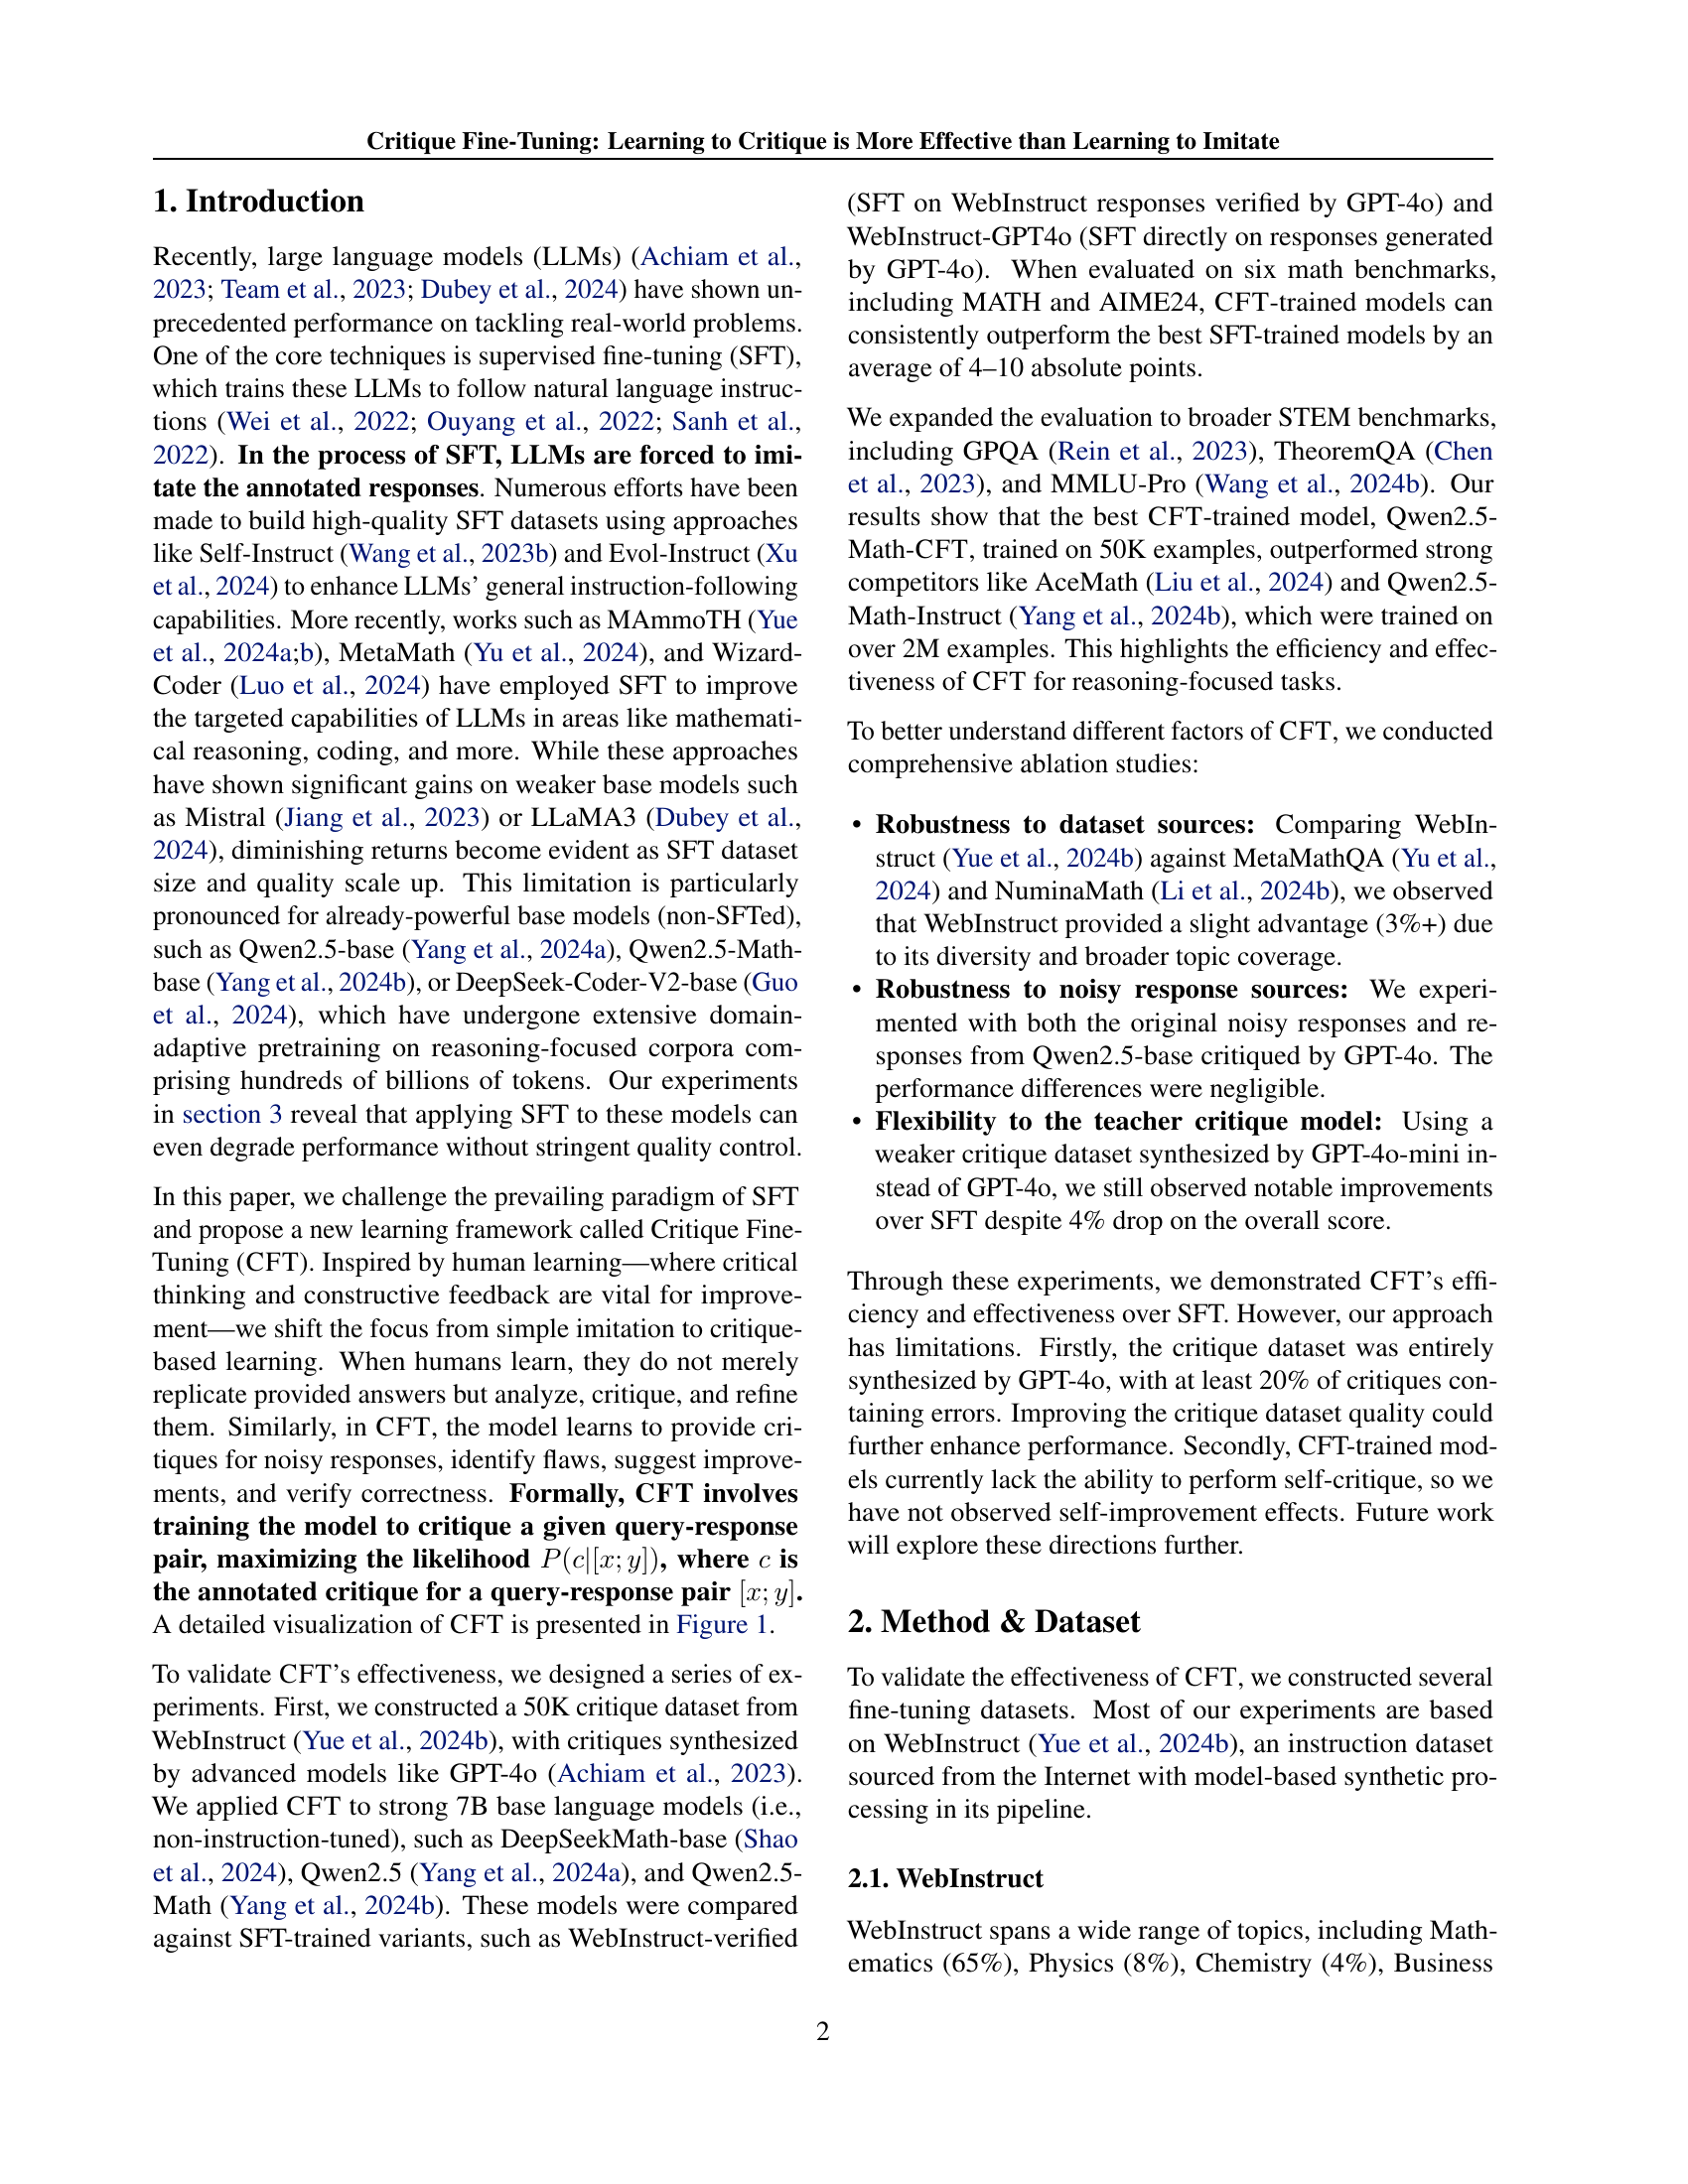 Critique Fine-Tuning: Learning to Critique is More Effective than Learning to Imitate
1. Introduction
Recently, large language models (LLMs) (Achiam et al.,
2023; Team et al., 2023; Dubey et al., 2024) have shown un-
precedented performance on tackling real-world problems.
One of the core techniques is supervised fine-tuning (SFT),
which trains these LLMs to follow natural language instruc-
tions (Wei et al., 2022; Ouyang et al., 2022; Sanh et al.,
2022). In the process of SFT, LLMs are forced to imi-
tate the annotated responses. Numerous efforts have been
made to build high-quality SFT datasets using approaches
like Self-Instruct (Wang et al., 2023b) and Evol-Instruct (Xu
et al., 2024) to enhance LLMs’ general instruction-following
capabilities. More recently, works such as MAmmoTH (Yue
et al., 2024a;b), MetaMath (Yu et al., 2024), and Wizard-
Coder (Luo et al., 2024) have employed SFT to improve
the targeted capabilities of LLMs in areas like mathemati-
cal reasoning, coding, and more. While these approaches
have shown significant gains on weaker base models such
as Mistral (Jiang et al., 2023) or LLaMA3 (Dubey et al.,
2024), diminishing returns become evident as SFT dataset
size and quality scale up. This limitation is particularly
pronounced for already-powerful base models (non-SFTed),
such as Qwen2.5-base (Yang et al., 2024a), Qwen2.5-Math-
base (Yang et al., 2024b), or DeepSeek-Coder-V2-base (Guo
et al., 2024), which have undergone extensive domain-
adaptive pretraining on reasoning-focused corpora com-
prising hundreds of billions of tokens. Our experiments
in section 3 reveal that applying SFT to these models can
even degrade performance without stringent quality control.
In this paper, we challenge the prevailing paradigm of SFT
and propose a new learning framework called Critique Fine-
Tuning (CFT). Inspired by human learning—where critical
thinking and constructive feedback are vital for improve-
ment—we shift the focus from simple imitation to critique-
based learning. When humans learn, they do not merely
replicate provided answers but analyze, critique, and refine
them. Similarly, in CFT, the model learns to provide cri-
tiques for noisy responses, identify flaws, suggest improve-
ments, and verify correctness. Formally, CFT involves
training the model to critique a given query-response
pair, maximizing the likelihood P(c|[x; y]), where c is
the annotated critique for a query-response pair [x; y].
A detailed visualization of CFT is presented in Figure 1.
To validate CFT’s effectiveness, we designed a series of ex-
periments. First, we constructed a 50K critique dataset from
WebInstruct (Yue et al., 2024b), with critiques synthesized
by advanced models like GPT-4o (Achiam et al., 2023).
We applied CFT to strong 7B base language models (i.e.,
non-instruction-tuned), such as DeepSeekMath-base (Shao
et al., 2024), Qwen2.5 (Yang et al., 2024a), and Qwen2.5-
Math (Yang et al., 2024b). These models were compared
against SFT-trained variants, such as WebInstruct-verified
(SFT on WebInstruct responses verified by GPT-4o) and
WebInstruct-GPT4o (SFT directly on responses generated
by GPT-4o). When evaluated on six math benchmarks,
including MATH and AIME24, CFT-trained models can
consistently outperform the best SFT-trained models by an
average of 4–10 absolute points.
We expanded the evaluation to broader STEM benchmarks,
including GPQA (Rein et al., 2023), TheoremQA (Chen
et al., 2023), and MMLU-Pro (Wang et al., 2024b). Our
results show that the best CFT-trained model, Qwen2.5-
Math-CFT, trained on 50K examples, outperformed strong
competitors like AceMath (Liu et al., 2024) and Qwen2.5-
Math-Instruct (Yang et al., 2024b), which were trained on
over 2M examples. This highlights the efficiency and effec-
tiveness of CFT for reasoning-focused tasks.
To better understand different factors of CFT, we conducted
comprehensive ablation studies:
• Robustness to dataset sources: Comparing WebIn-
struct (Yue et al., 2024b) against MetaMathQA (Yu et al.,
2024) and NuminaMath (Li et al., 2024b), we observed
that WebInstruct provided a slight advantage (3%+) due
to its diversity and broader topic coverage.
• Robustness to noisy response sources: We experi-
mented with both the original noisy responses and re-
sponses from Qwen2.5-base critiqued by GPT-4o. The
performance differences were negligible.
• Flexibility to the teacher critique model: Using a
weaker critique dataset synthesized by GPT-4o-mini in-
stead of GPT-4o, we still observed notable improvements
over SFT despite 4% drop on the overall score.
Through these experiments, we demonstrated CFT’s effi-
ciency and effectiveness over SFT. However, our approach
has limitations. Firstly, the critique dataset was entirely
synthesized by GPT-4o, with at least 20% of critiques con-
taining errors. Improving the critique dataset quality could
further enhance performance. Secondly, CFT-trained mod-
els currently lack the ability to perform self-critique, so we
have not observed self-improvement effects. Future work
will explore these directions further.
2. Method & Dataset
To validate the effectiveness of CFT, we constructed several
fine-tuning datasets. Most of our experiments are based
on WebInstruct (Yue et al., 2024b), an instruction dataset
sourced from the Internet with model-based synthetic pro-
cessing in its pipeline.
2.1. WebInstruct
WebInstruct spans a wide range of topics, including Math-
ematics (65%), Physics (8%), Chemistry (4%), Business
2